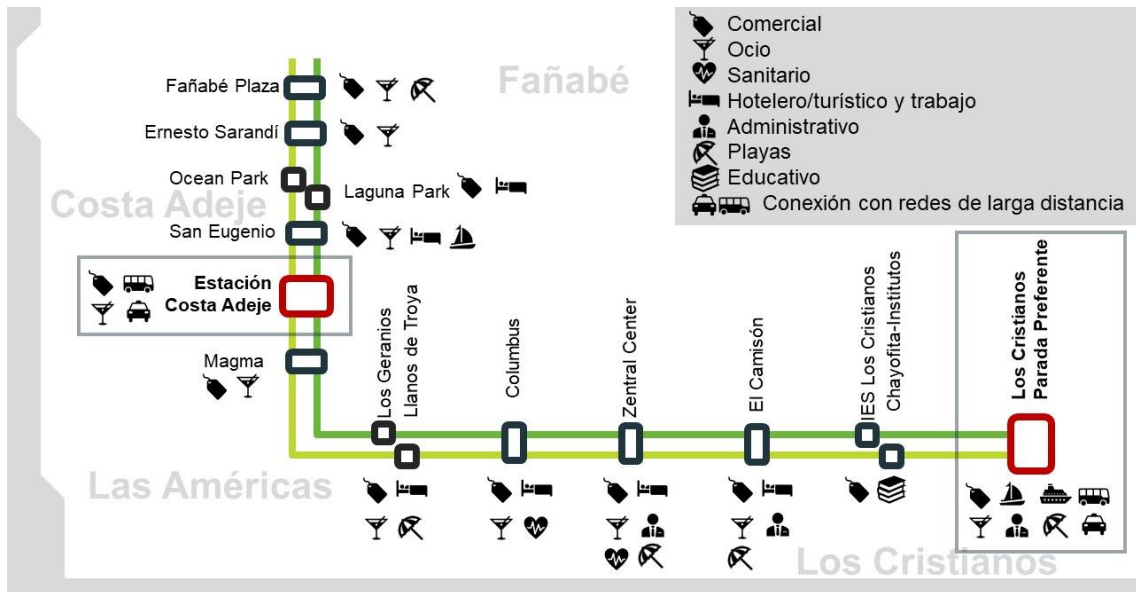 Comercial
Ocio
Sanitario
Hotelero/turístico y trabajo
Administrativo
Playas
Educativo
Conexión con redes de larga distancia
Fañabé
Fañabé Plaza
Ernesto Sarandí
Ocean Park
Laguna Park
Costa Adeje
San Eugenio
Estación
Costa Adeje
Magma
Los Geranios
Llanos de Troya
Columbus
Zentral Center
El Camisón
IES Los Cristianos
Chayofita-Institutos
Los Cristianos
Parada Preferente
Las Américas
Los Cristianos